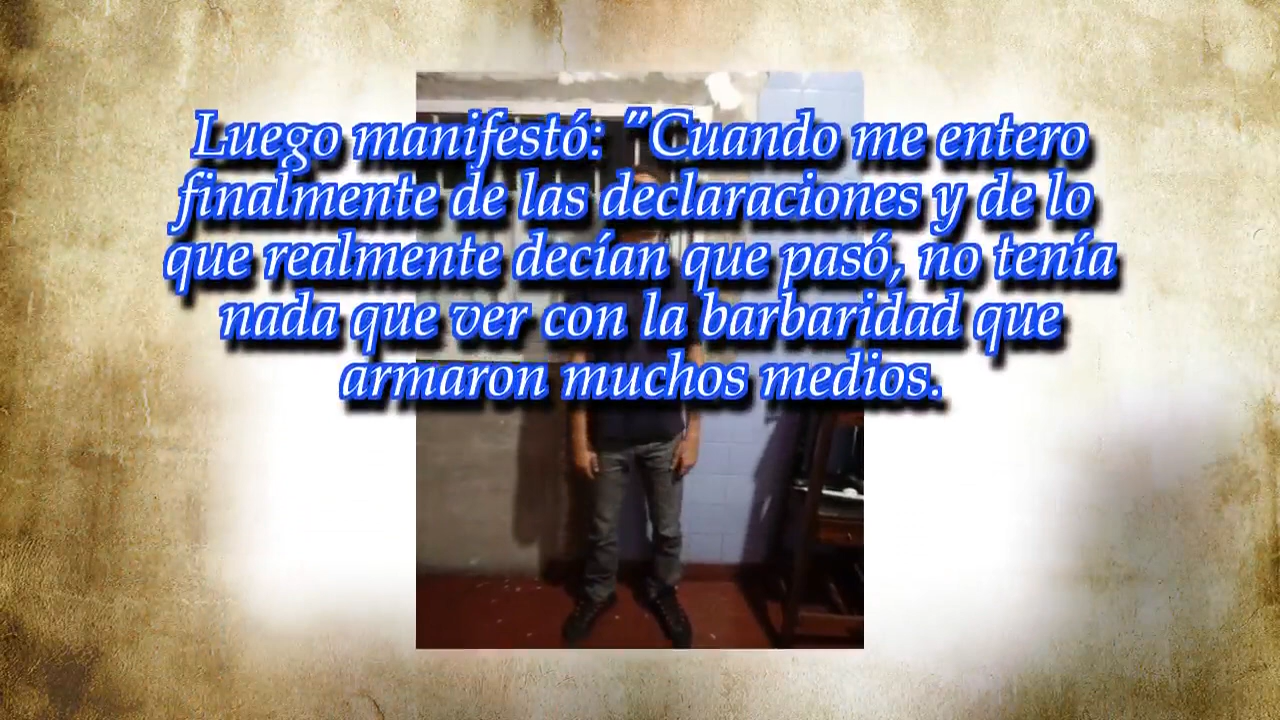 Luego manifestó: "Cuando me entero
finalmente de las declaraciones y de lo
que realmente decían que pasó, no tenía
nada que ver con la barbaridad que
armaron muchos medios.